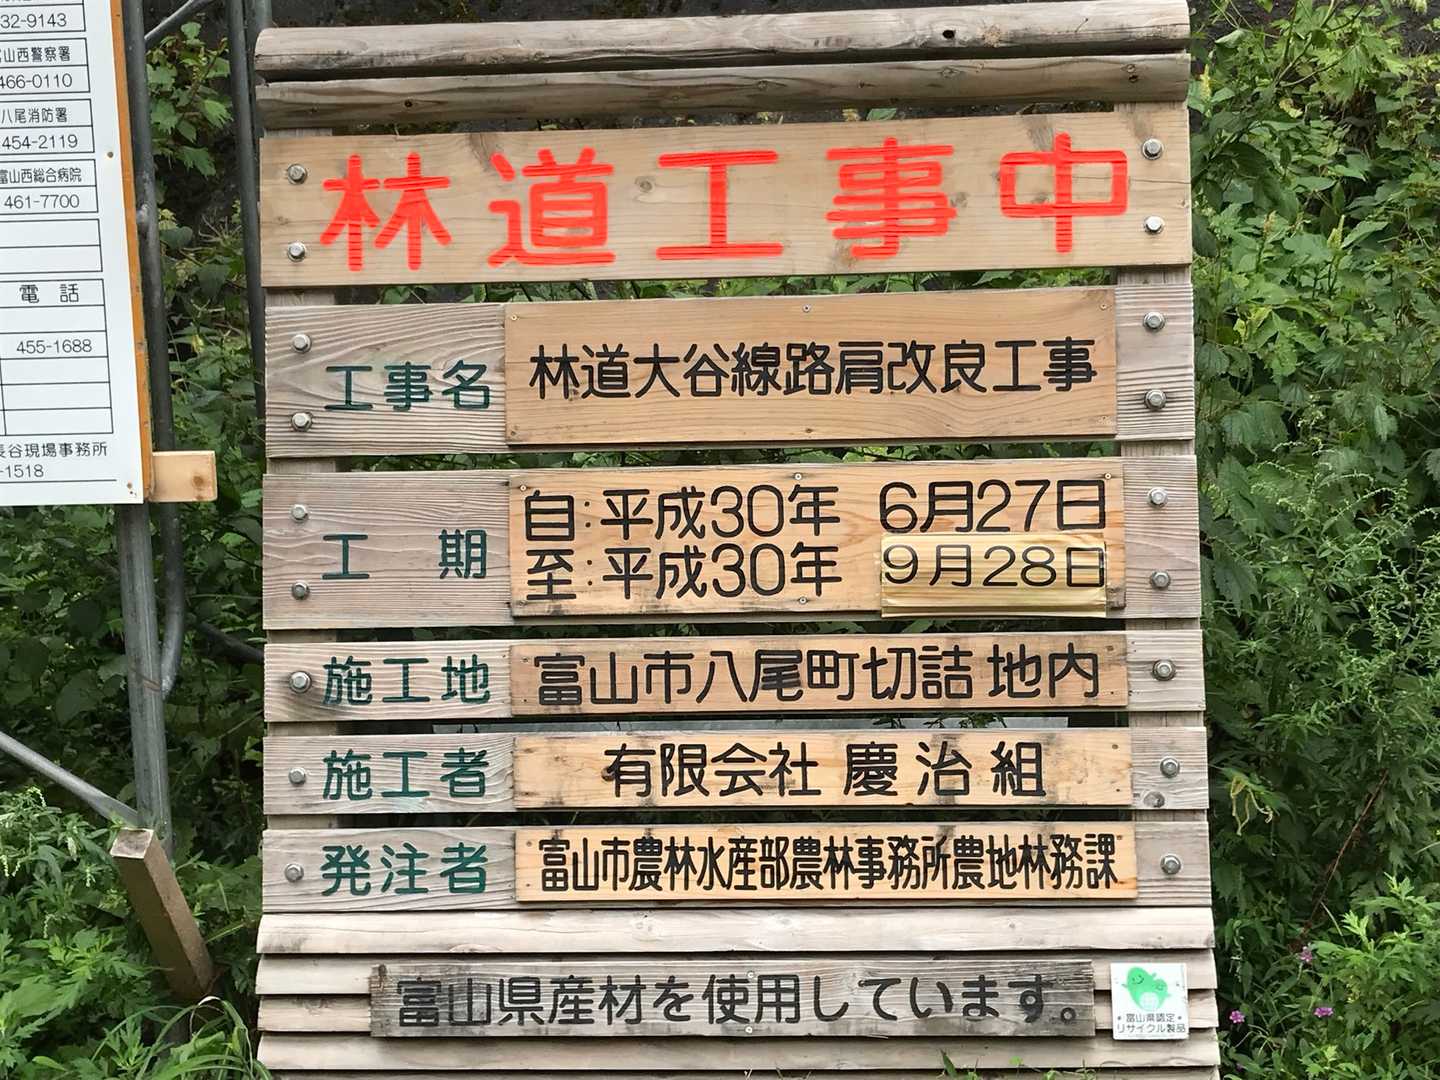 32-9143
山西警察署
466-0110
八尾消防署
454-2119
富山西総合病院
461-7700
電話
455-1688
長谷現場事務所
-1518
林道工事中
工事名 林道大谷線路肩改良工事
工期 自:平成30年 6月27日
至:平成30年 9月28日
施工地 富山市八尾町切詰地内
施工者 有限会社 慶治組
発注者 富山市農林水産部農林事務所農地林務課
富山県産材を使用しています。
富山県認定
リサイクル製品